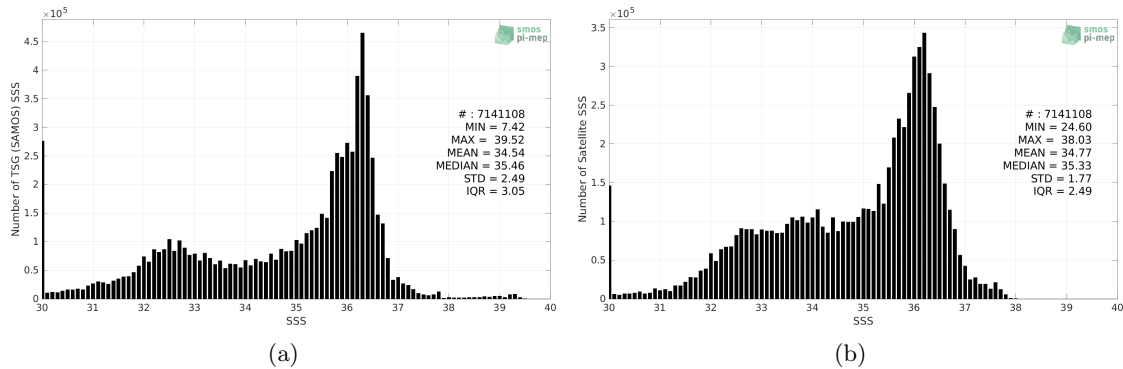 ×10⁵
4.5
4
3.5
3
2.5
2
1.5
1
0.5
0
Number of TSG (SAMOS) SSS
smos
pi-mep
# : 7141108
MIN = 7.42
MAX = 39.52
MEAN = 34.54
MEDIAN = 35.46
STD = 2.49
IQR = 3.05
30 31 32 33 34 35 36 37 38 39 40
SSS
(a)
×10⁵
3.5
3
2.5
2
1.5
1
0.5
0
Number of Satellite SSS
smos
pi-mep
# : 7141108
MIN = 24.60
MAX = 38.03
MEAN = 34.77
MEDIAN = 35.33
STD = 1.77
IQR = 2.49
30 31 32 33 34 35 36 37 38 39 40
SSS
(b)